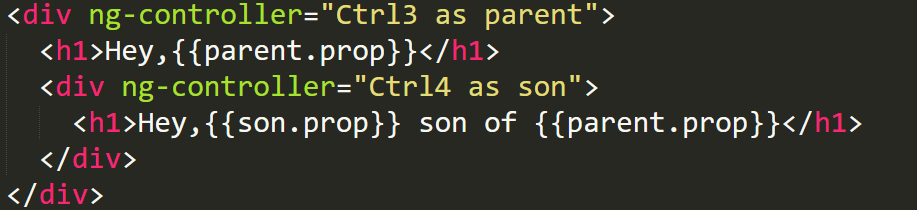 <div ng-controller="Ctrl3 as parent">
  <h1>Hey,{{parent.prop}}</h1>
  <div ng-controller="Ctrl4 as son">
    <h1>Hey,{{son.prop}} son of {{parent.prop}}</h1>
  </div>
</div>